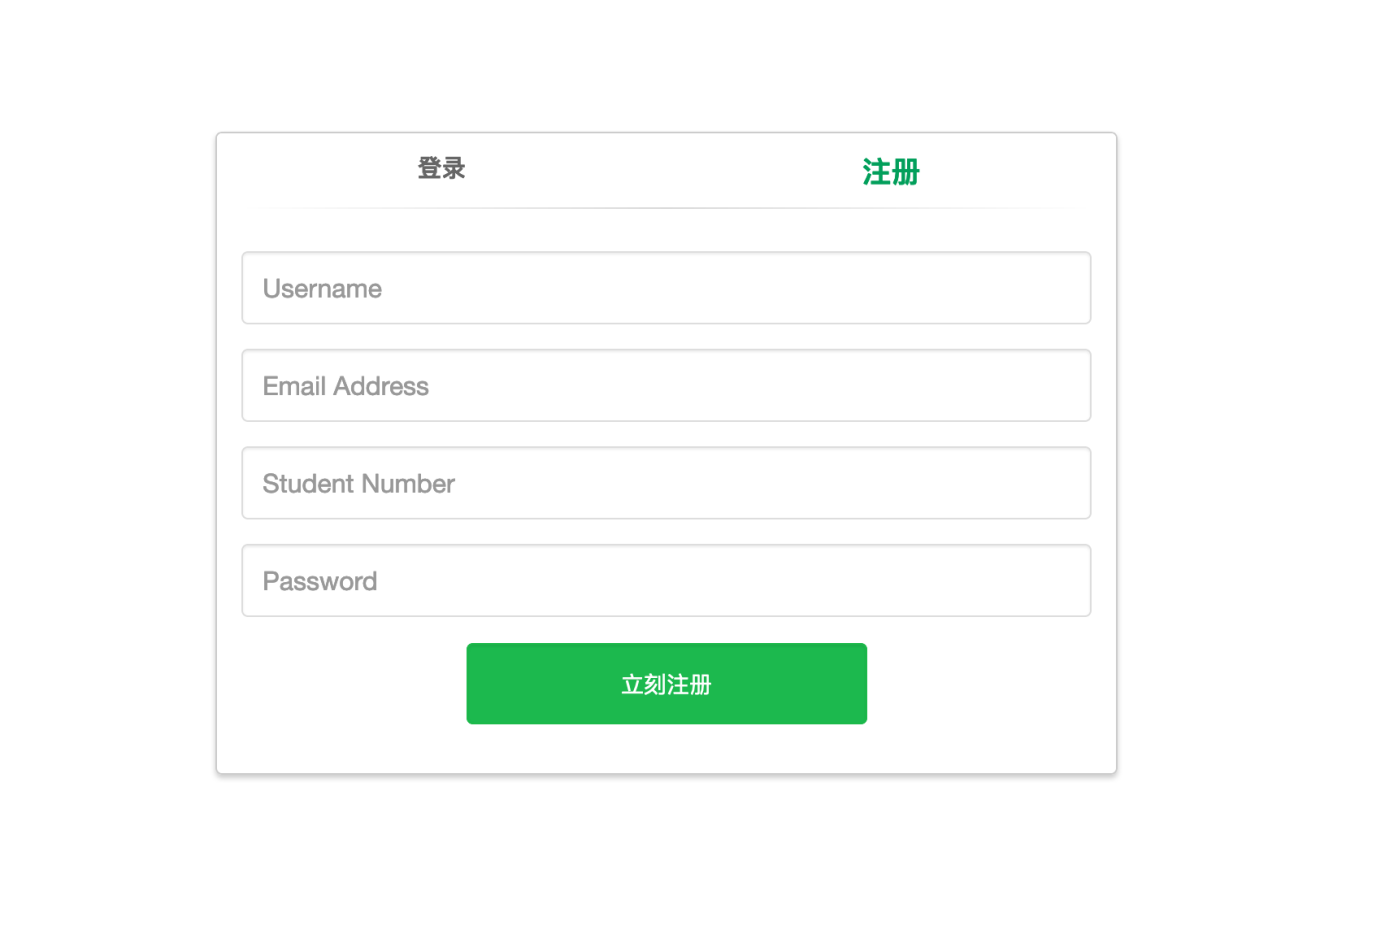 登录
注册
Username
Email Address
Student Number
Password
立刻注册